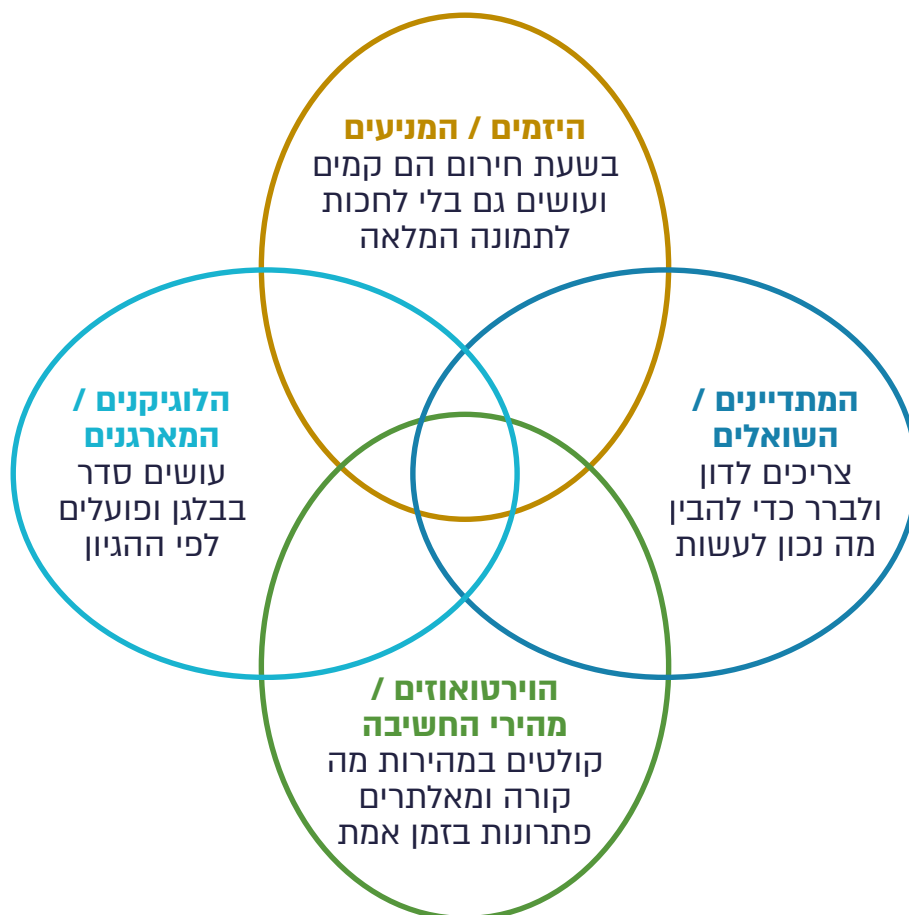 היזמים / המניעים
בשעת חירום הם קמים
ועושים גם בלי לחכות
לתמונה המלאה
המתדיינים /
השואלים
צריכים לדון
ולברר כדי להבין
מה נכון לעשות
הלוגיקנים /
המארגנים
עושים סדר
בבלגן ופועלים
לפי ההגיון
הוירטואוזים /
מהירי החשיבה
קולטים במהירות מה
קורה ומאלתרים
פתרונות בזמן אמת